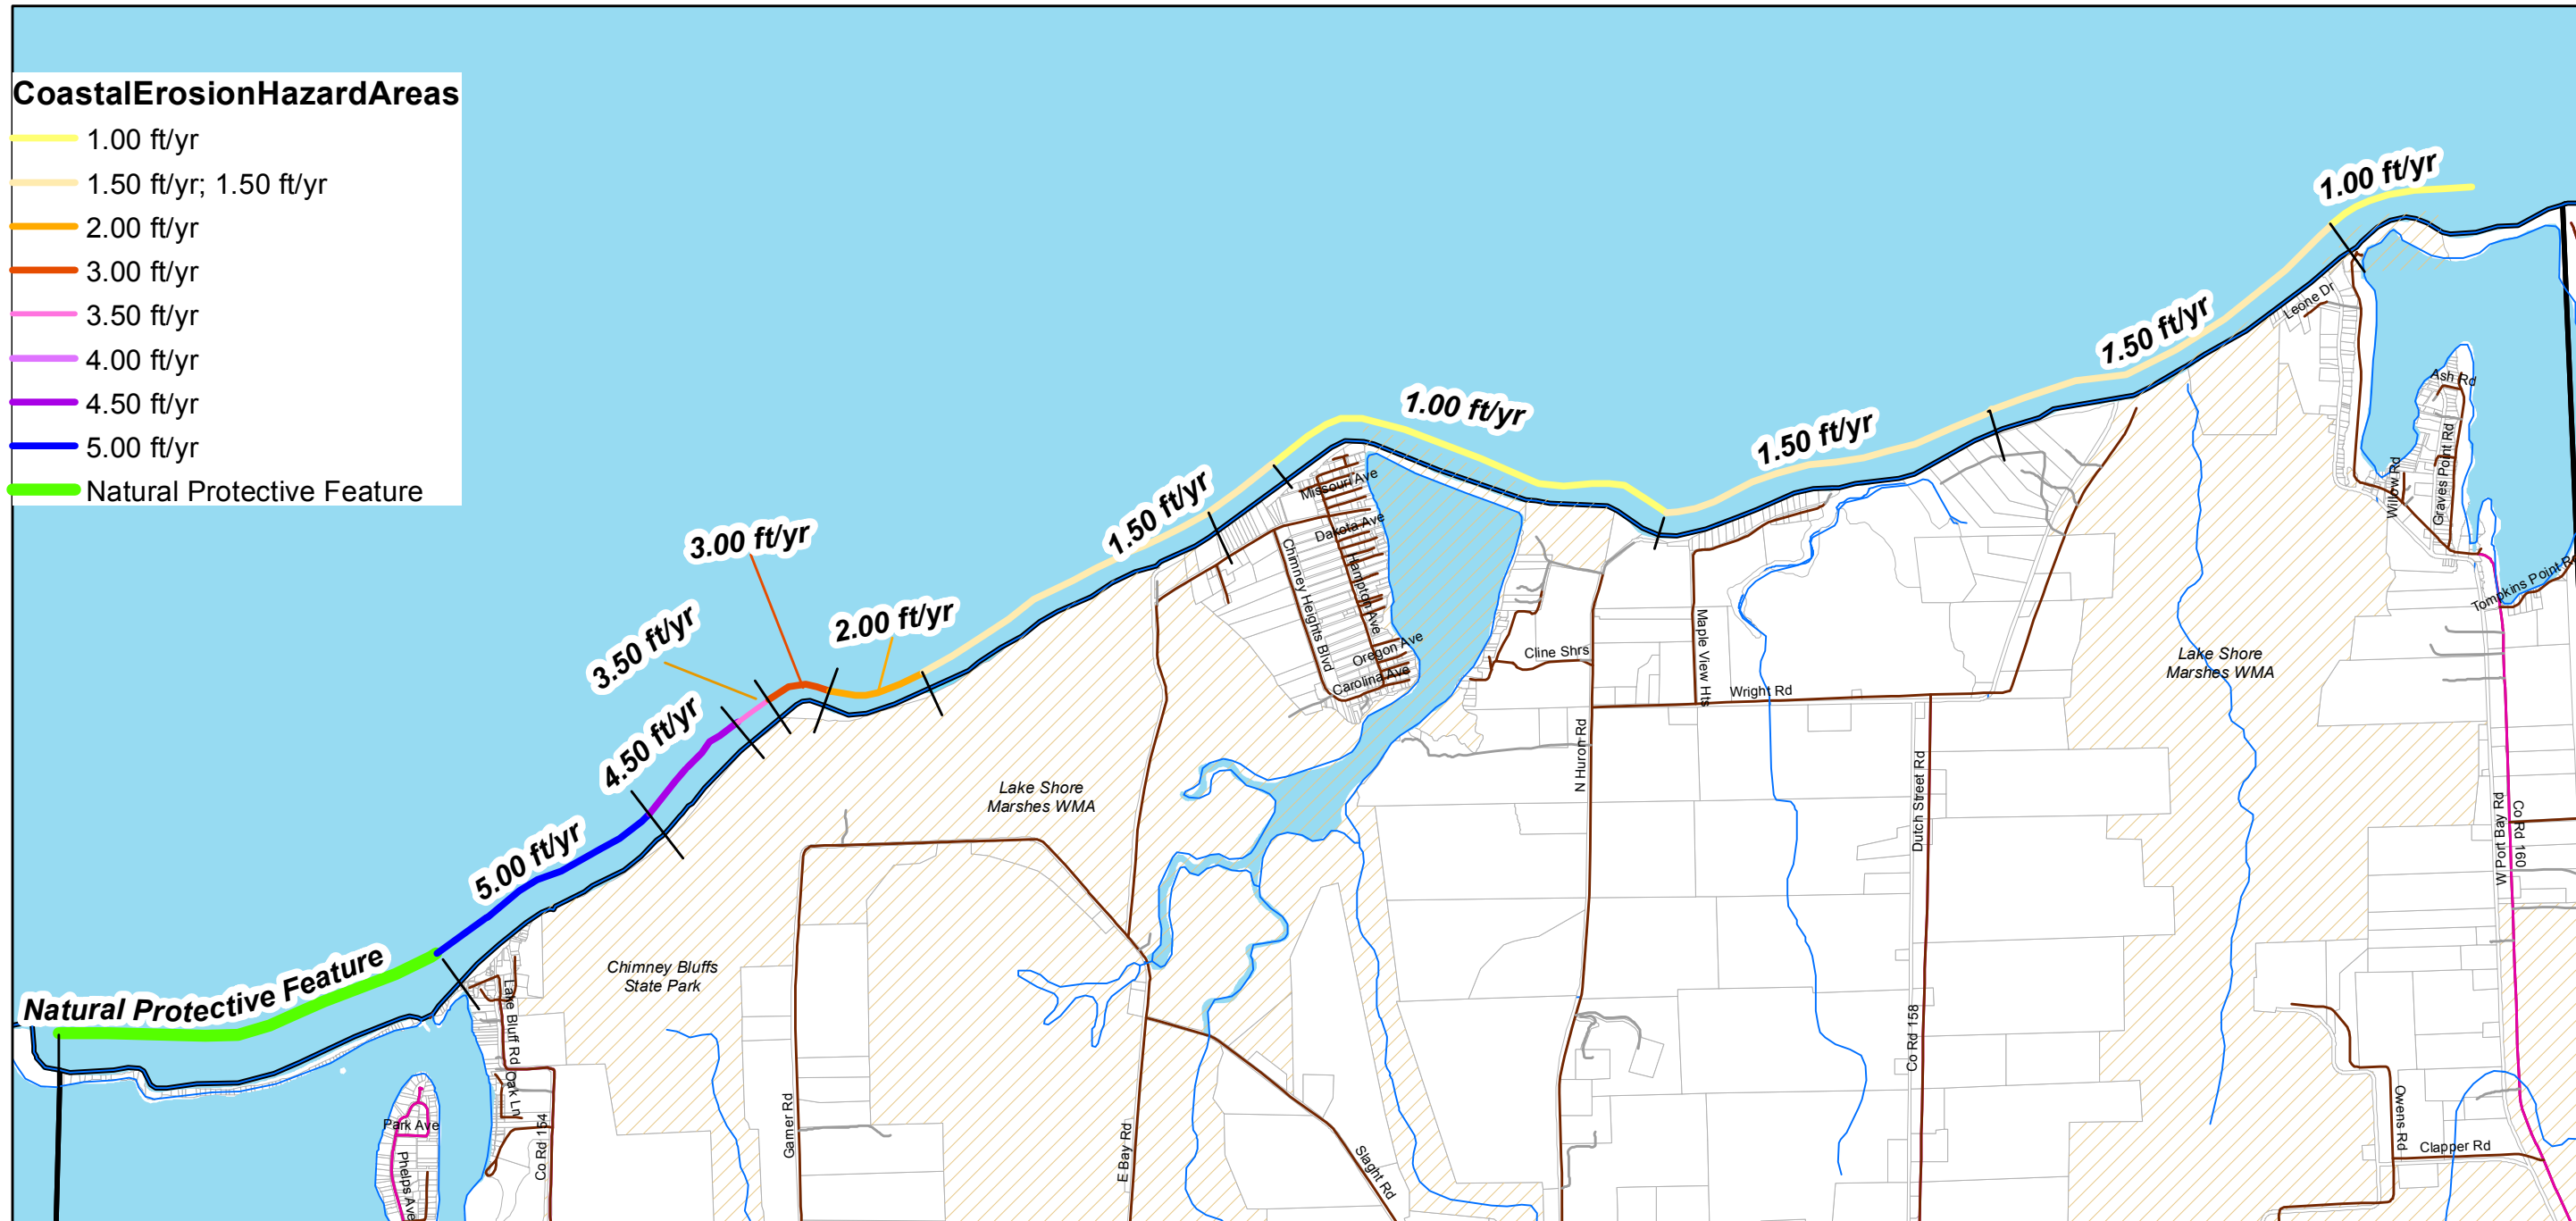 CoastalErosionHazardAreas
1.00 ft/yr
1.50 ft/yr; 1.50 ft/yr
2.00 ft/yr
3.00 ft/yr
3.50 ft/yr
4.00 ft/yr
4.50 ft/yr
5.00 ft/yr
Natural Protective Feature
1.00 ft/yr
1.50 ft/yr
1.00 ft/yr
1.50 ft/yr
1.50 ft/yr
3.00 ft/yr
2.00 ft/yr
3.50 ft/yr
4.50 ft/yr
5.00 ft/yr
Natural Protective Feature
Leone Dr
Ash Rd
Graves Point Rd
Willow Rd
Tompkins Point Rd
Missouri Ave
Dakota Ave
Hampton Ave
Chimney Heights Blvd
Oregon Ave
Carolina Ave
Cline Shrs
Maple View Hts
Wright Rd
N Huron Rd
Dutch Street Rd
Lake Shore
Marshes WMA
Lake Shore
Marshes WMA
W Port Bay Rd
Co Rd 160
Chimney Bluffs
State Park
Lake Bluff Rd
Oak Ln
Co Rd 154
Park Ave
Phelps Ave
Garner Rd
E Bay Rd
Slaght Rd
Co Rd 158
Owens Rd
Clapper Rd